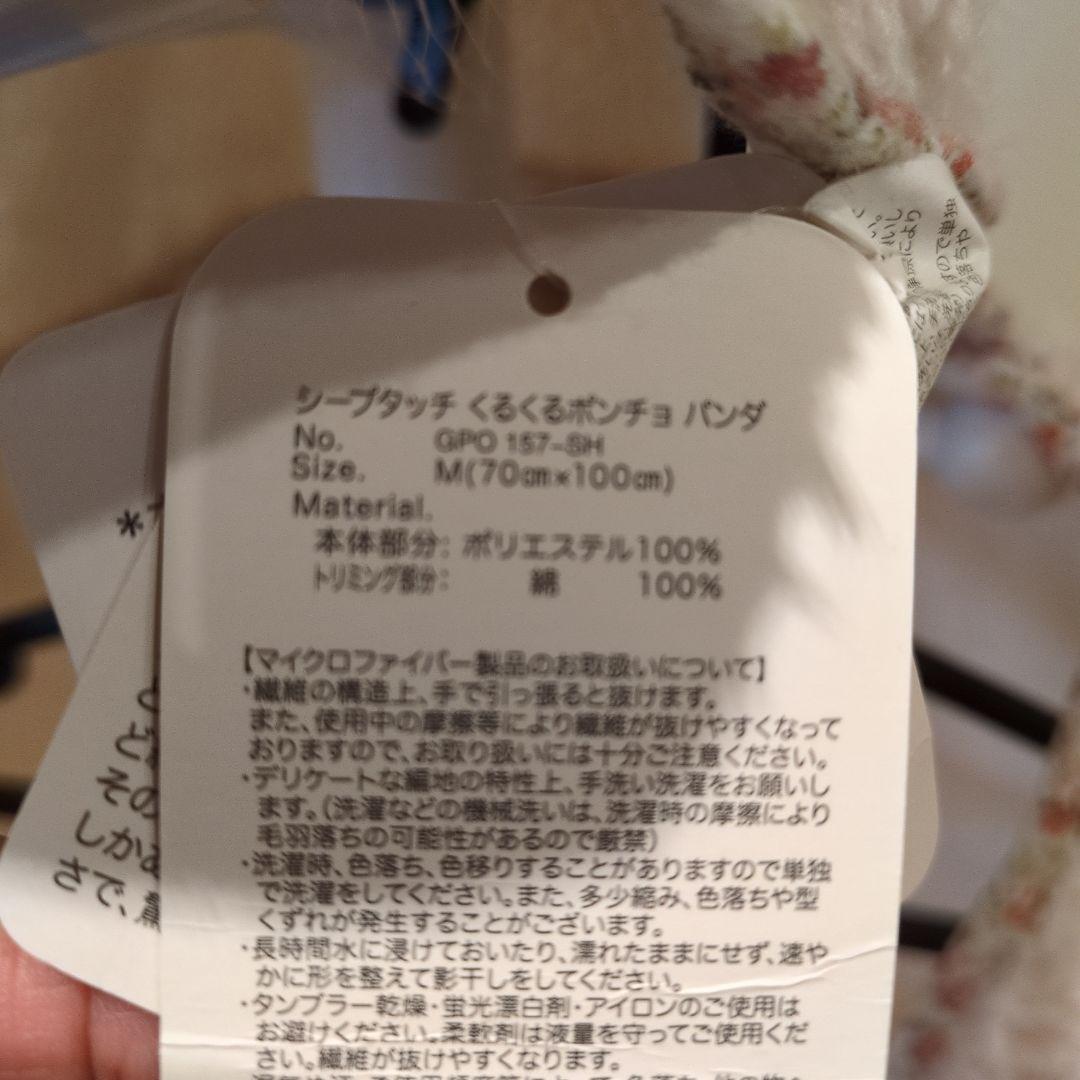 シープタッチ くるくるポンチョ パンダ
No. GPO 157-SH
Size. M(70㎝×100㎝)
Material.
本体部分: ポリエステル100%
トリミング部分: 綿 100%
【マイクロファイバー製品のお取扱いについて】
・繊維の構造上、手で引っ張ると抜けます。
また、使用中の摩擦等により繊維が抜けやすくなって
おりますので、お取り扱いには十分ご注意ください。
・デリケートな編地の特性上、手洗い洗濯をお願いし
ます。(洗濯などの機械洗いは、洗濯時の摩擦により
毛羽落ちの可能性があるので厳禁)
・洗濯時、色落ち、色移りすることがありますので単独
で洗濯をしてください。また、多少縮み、色落ちや型
くずれが発生することがございます。
・長時間水に浸けておいたり、濡れたままにせず、速や
かに形を整えて影干しをしてください。
・タンブラー乾燥・蛍光漂白剤・アイロンのご使用は
お避けください。柔軟剤は液量を守ってご使用くだ
さい。繊維が抜けやすくなります。
*
と
その
しか
さで、
ので単独
落ちや